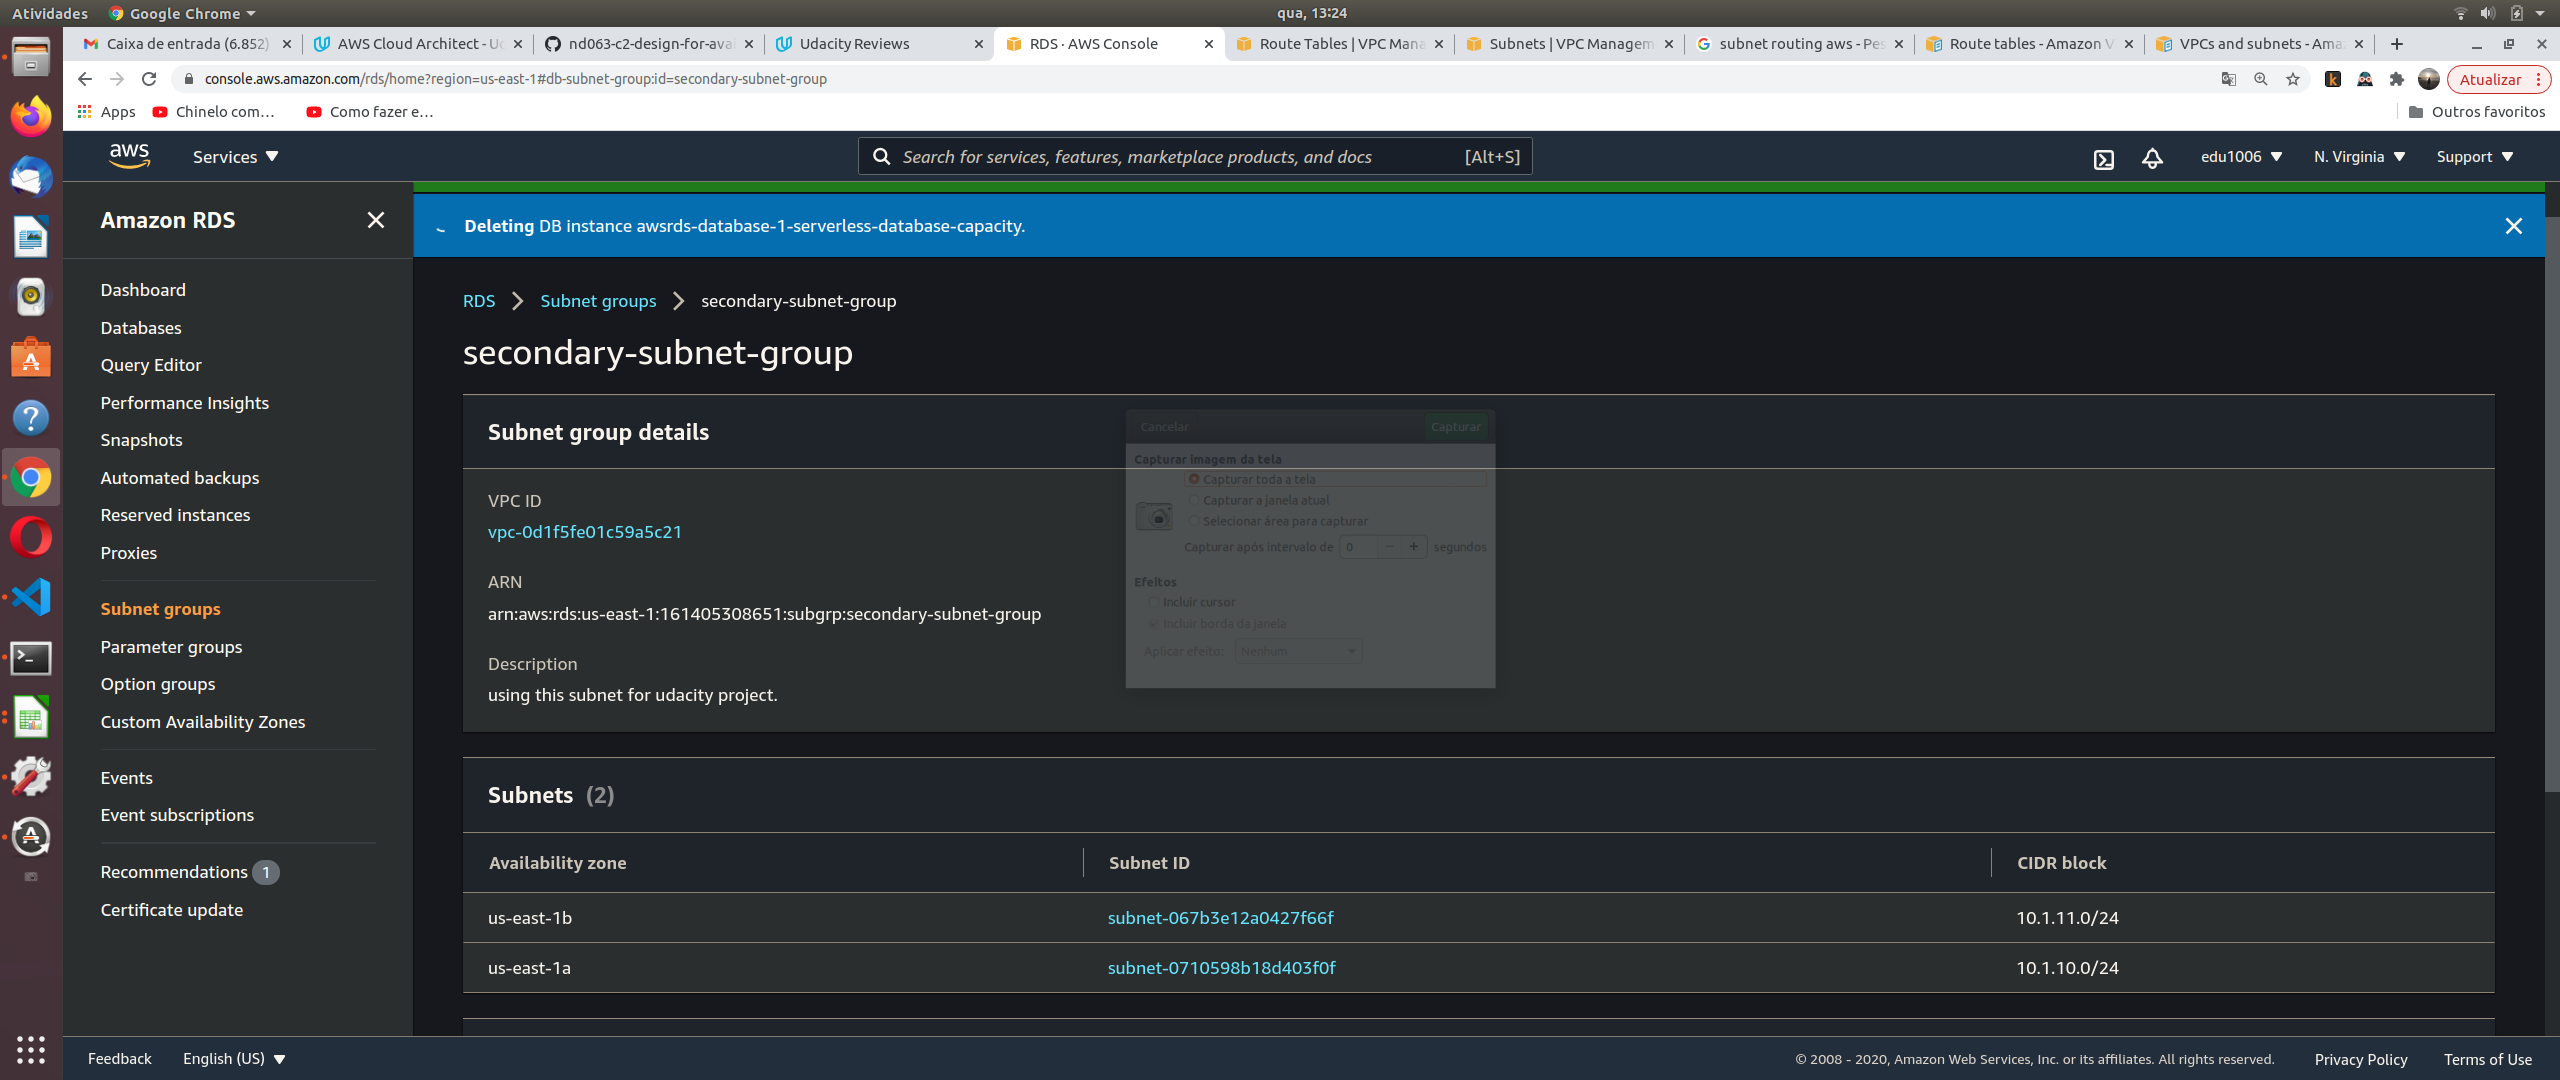 Atividades Google Chrome qua, 13:24
Caixa de entrada (6.852) AWS Cloud Architect - Uc nd063-c2-design-for-avai Udacity Reviews RDS · AWS Console Route Tables | VPC Mana Subnets | VPC Managem subnet routing aws - Pes Route tables - Amazon V VPCs and subnets - Ama
console.aws.amazon.com/rds/home?region=us-east-1#db-subnet-group:id=secondary-subnet-group Atualizar
Apps Chinelo com... Como fazer e... Outros favoritos
aws Services Search for services, features, marketplace products, and docs [Alt+S] edu1006 N. Virginia Support
Amazon RDS
Dashboard
Databases
Query Editor
Performance Insights
Snapshots
Automated backups
Reserved instances
Proxies
Subnet groups
Parameter groups
Option groups
Custom Availability Zones
Events
Event subscriptions
Recommendations 1
Certificate update
Deleting DB instance awsrds-database-1-serverless-database-capacity.
RDS Subnet groups secondary-subnet-group
secondary-subnet-group
Subnet group details
VPC ID
vpc-0d1f5fe01c59a5c21
ARN
arn:aws:rds:us-east-1:161405308651:subgrp:secondary-subnet-group
Description
using this subnet for udacity project.
Cancelar Capturar
Capturar imagem da tela
Capturar toda a tela
Capturar a janela atual
Selecionar área para capturar
Capturar após intervalo de 0 − + segundos
Efeitos
Incluir cursor
Incluir borda da janela
Aplicar efeito: Nenhum
Subnets (2)
Availability zone Subnet ID CIDR block
us-east-1b subnet-067b3e12a0427f66f 10.1.11.0/24
us-east-1a subnet-0710598b18d403f0f 10.1.10.0/24
Feedback English (US) © 2008 - 2020, Amazon Web Services, Inc. or its affiliates. All rights reserved. Privacy Policy Terms of Use